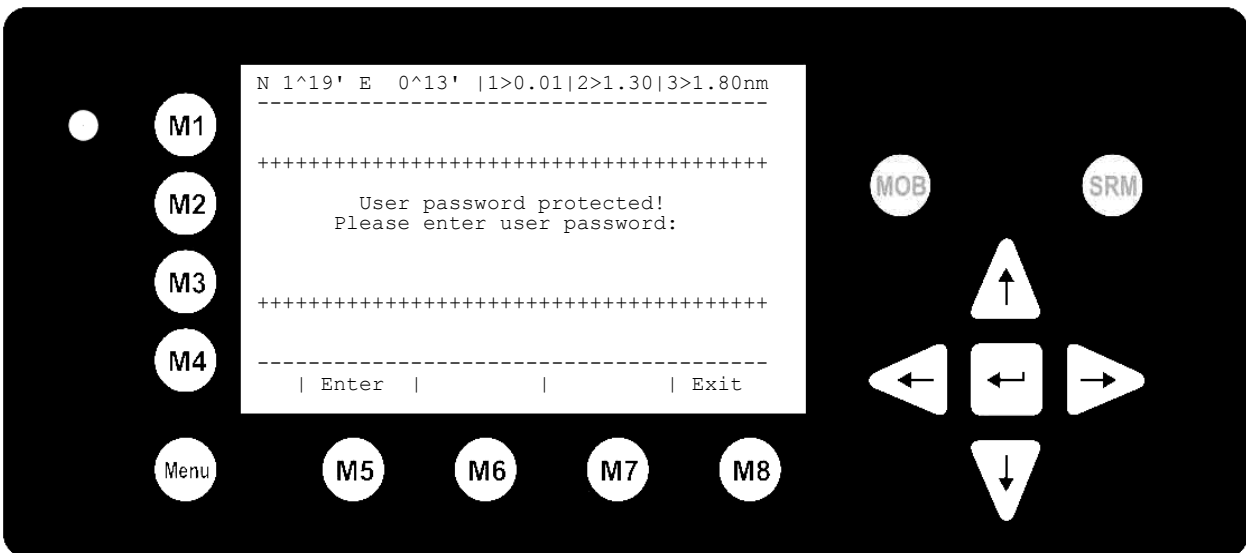 N 1^19' E  0^13' |1>0.01|2>1.30|3>1.80nm
----------------------------------------
M1
++++++++++++++++++++++++++++++++++++++++
MOB SRM
M2
User password protected!
Please enter user password:
M3
++++++++++++++++++++++++++++++++++++++++
M4
----------------------------------------
| Enter  |         |         | Exit
Menu M5 M6 M7 M8